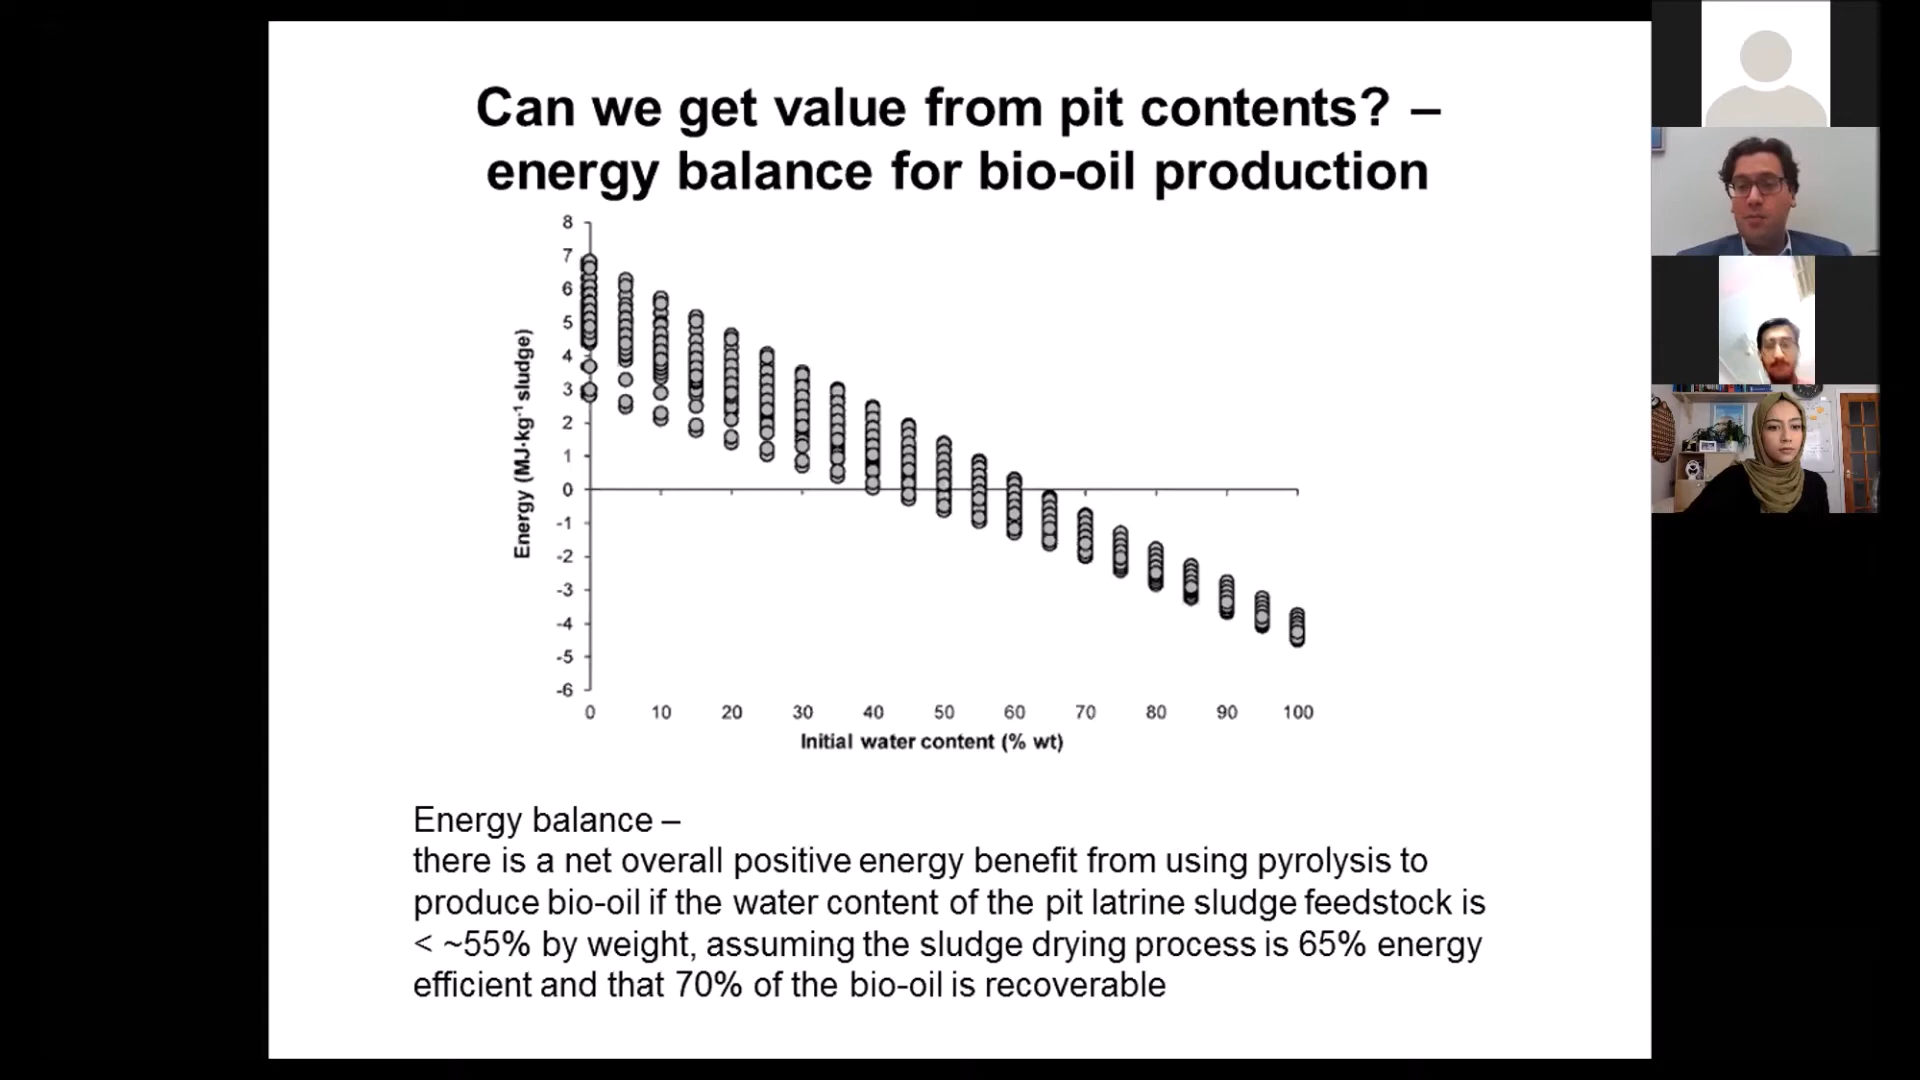 Can we get value from pit contents? –
energy balance for bio-oil production
8
7
6
5
4
3
2
1
0
-1
-2
-3
-4
-5
-6
Energy (MJ·kg⁻¹ sludge)
0 10 20 30 40 50 60 70 80 90 100
Initial water content (% wt)
Energy balance –
there is a net overall positive energy benefit from using pyrolysis to
produce bio-oil if the water content of the pit latrine sludge feedstock is
< ~55% by weight, assuming the sludge drying process is 65% energy
efficient and that 70% of the bio-oil is recoverable